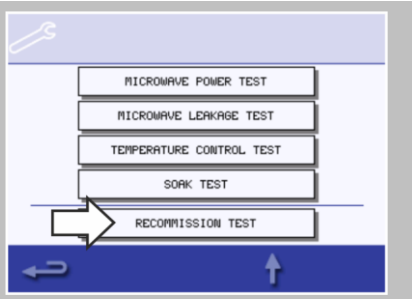 MICROWAVE POWER TEST
MICROWAVE LEAKAGE TEST
TEMPERATURE CONTROL TEST
SOAK TEST
RECOMMISSION TEST